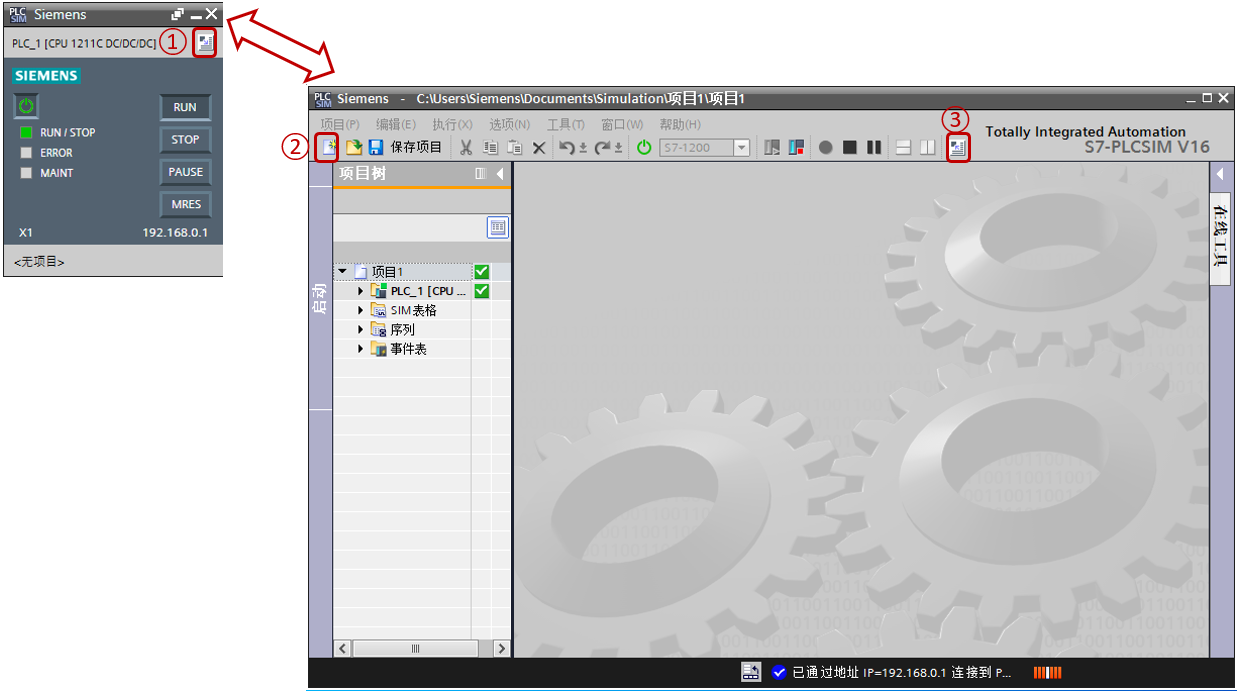 PLC SIM Siemens
PLC_1 [CPU 1211C DC/DC/DC] ①
SIEMENS
RUN
RUN / STOP
STOP
ERROR
MAINT
PAUSE
MRES
X1 192.168.0.1
<无项目>
PLC SIM Siemens - C:\Users\Siemens\Documents\Simulation\项目1\项目1
项目(P) 编辑(E) 执行(X) 选项(N) 工具(T) 窗口(W) 帮助(H) ③
Totally Integrated Automation
S7-PLCSIM V16
② 保存项目 S7-1200
项目树
项目1
PLC_1 [CPU ...
SIM表格
序列
事件表
启动
在线工具
已通过地址 IP=192.168.0.1 连接到 P...